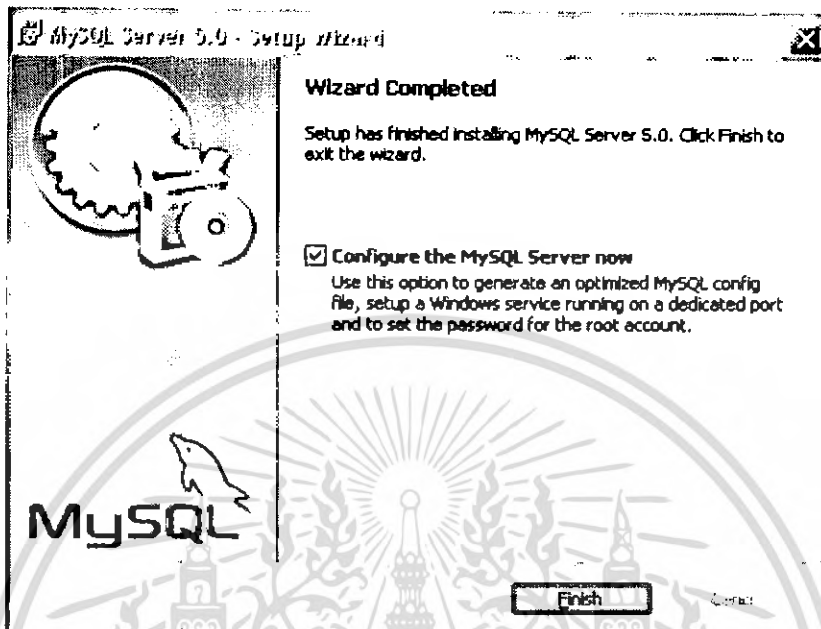 MySQL Server 5.0 - Setup Wizard
Wizard Completed
Setup has finished installing MySQL Server 5.0. Click Finish to
exit the wizard.
Configure the MySQL Server now
Use this option to generate an optimized MySQL config
file, setup a Windows service running on a dedicated port
and to set the password for the root account.
MySQL
Finish
Cancel